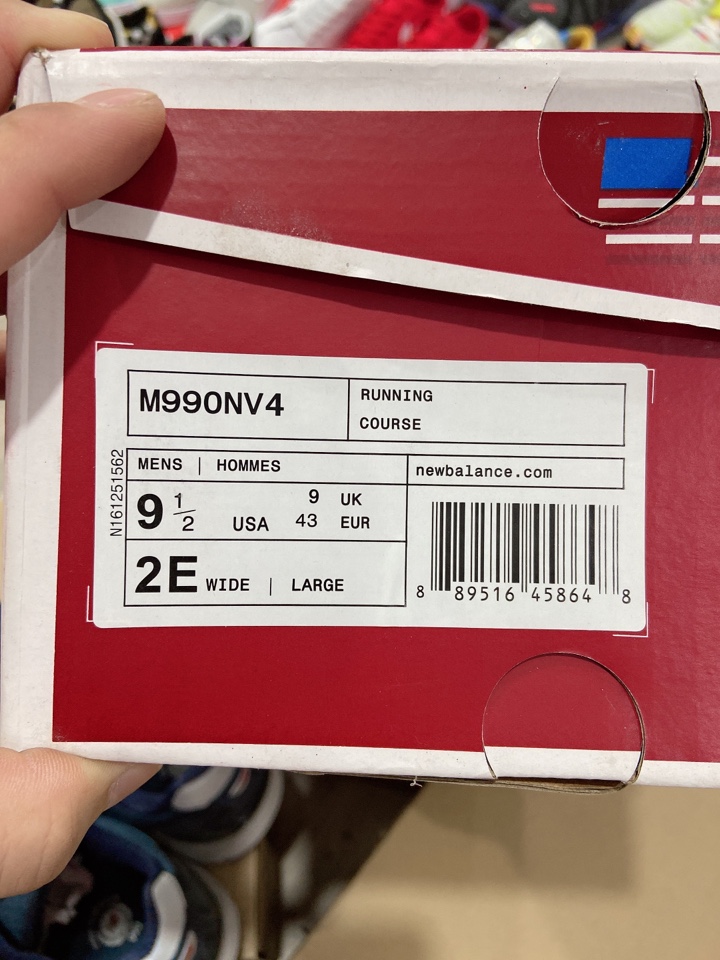 M990NV4
RUNNING
COURSE
MENS | HOMMES
newbalance.com
9 1/2 USA
9 UK
43 EUR
2E WIDE | LARGE
8 89516 45864 8
N161251562